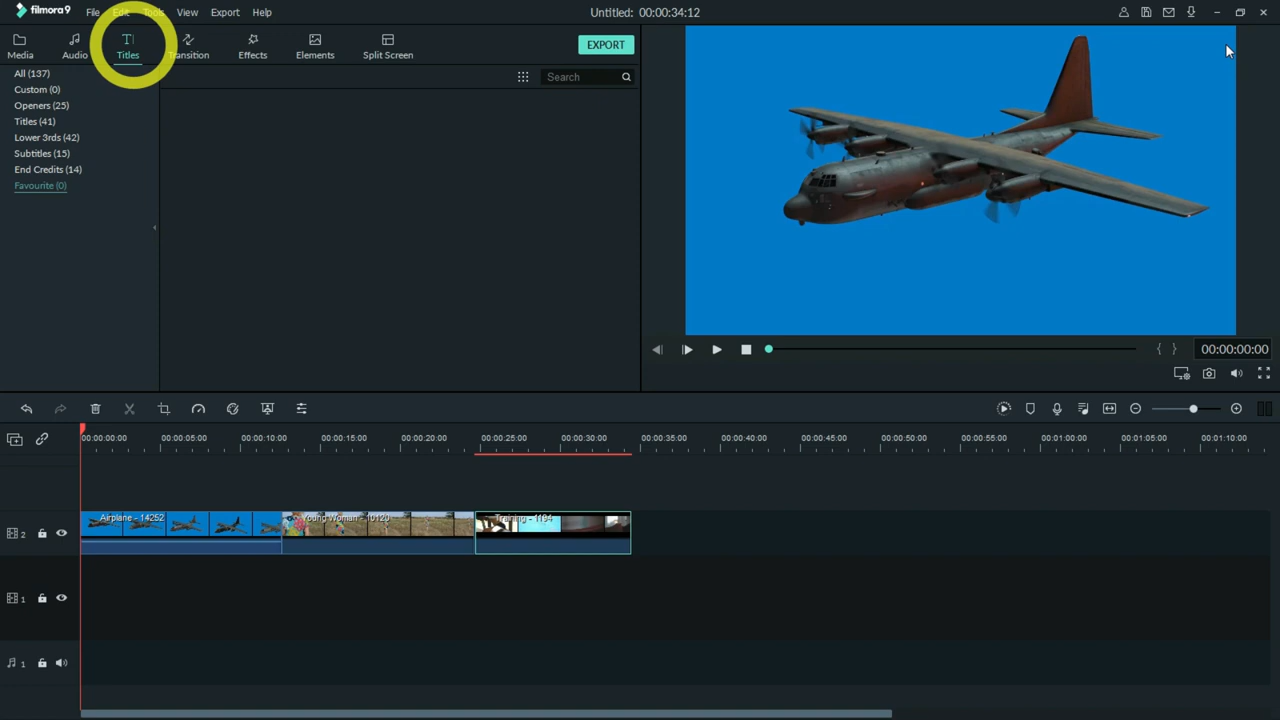 filmora9 File Edit Tools View Export Help Untitled: 00:00:34:12
Media Audio Titles Transition Effects Elements Split Screen EXPORT
All (137)
Search
Custom (0)
Openers (25)
Titles (41)
Lower 3rds (42)
Subtitles (15)
End Credits (14)
Favourite (0)
{ } 00:00:00:00
00:00:00:00 00:00:05:00 00:00:10:00 00:00:15:00 00:00:20:00 00:00:25:00 00:00:30:00 00:00:35:00 00:00:40:00 00:00:45:00 00:00:50:00 00:00:55:00 00:01:00:00 00:01:05:00 00:01:10:00
2 Airplane - 14252 Young Woman - 10120 Training - 1184
1
1